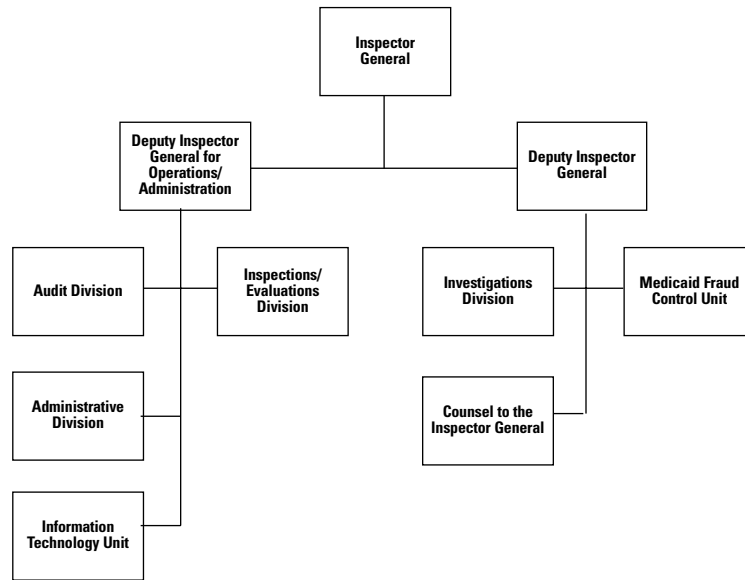 Inspector
General
Deputy Inspector
General for
Operations/
Administration
Deputy Inspector
General
Audit Division
Inspections/
Evaluations
Division
Investigations
Division
Medicaid Fraud
Control Unit
Administrative
Division
Counsel to the
Inspector General
Information
Technology Unit